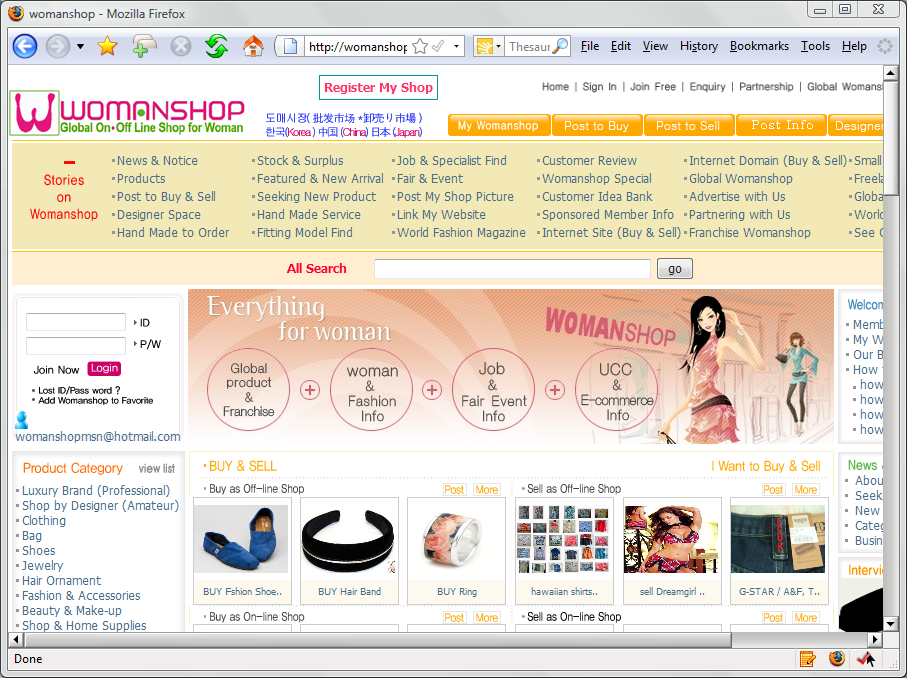 womanshop - Mozilla Firefox
http://womanshop
Thesaur
File Edit View History Bookmarks Tools Help
Register My Shop
Home | Sign In | Join Free | Enquiry | Partnership | Global Womans
WOMANSHOP
Global On•Off Line Shop for Woman
도매시장( 批发市场 *卸売り市場 )
한국(Korea ) 中国 (China) 日本 (Japan)
My Womanshop Post to Buy Post to Sell Post Info Designer
Stories
on
Womanshop
News & Notice
Products
Post to Buy & Sell
Designer Space
Hand Made to Order
Stock & Surplus
Featured & New Arrival
Seeking New Product
Hand Made Service
Fitting Model Find
Job & Specialist Find
Fair & Event
Post My Shop Picture
Link My Website
World Fashion Magazine
Customer Review
Womanshop Special
Customer Idea Bank
Sponsored Member Info
Internet Site (Buy & Sell)
Internet Domain (Buy & Sell)
Global Womanshop
Advertise with Us
Partnering with Us
Franchise Womanshop
Small
Freela
Globa
World
See C
All Search
go
ID
P/W
Join Now Login
Lost ID/Pass word ?
Add Womanshop to Favorite
womanshopmsn@hotmail.com
Everything
for woman
WOMANSHOP
Global
product
&
Franchise
woman
&
Fashion
Info
Job
&
Fair Event
Info
UCC
&
E-commerce
Info
Welcom
Memb
My W
Our B
How
how
how
how
how
Product Category view list
Luxury Brand (Professional)
Shop by Designer (Amateur)
Clothing
Bag
Shoes
Jewelry
Hair Ornament
Fashion & Accessories
Beauty & Make-up
Shop & Home Supplies
BUY & SELL I Want to Buy & Sell
Buy as Off-line Shop Post More
Sell as Off-line Shop Post More
BUY Fshion Shoe..
BUY Hair Band
BUY Ring
hawaiian shirts..
sell Dreamgirl ..
G-STAR / A&F, T..
Buy as On-line Shop Post More
Sell as On-line Shop Post More
News
Abou
Seek
New
Categ
Busin
Intervie
Done